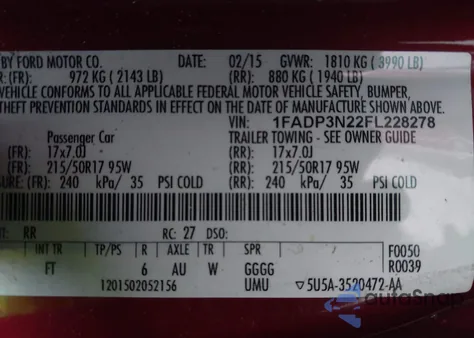 BY FORD MOTOR CO. DATE: 02/15 GVWR: 1810 KG ( 3990 LB)
(FR): 972 KG ( 2143 LB) (RR): 880 KG ( 1940 LB)
VEHICLE CONFORMS TO ALL APPLICABLE FEDERAL MOTOR VEHICLE SAFETY, BUMPER,
THEFT PREVENTION STANDARDS IN EFFECT ON THE DATE OF MANUFACTURE SHOWN ABOVE.
VIN: 1FADP3N22FL228278
Passenger Car TRAILER TOWING - SEE OWNER GUIDE
(FR): 17x7.0J (RR): 17x7.0J
(FR): 215/50R17 95W (RR): 215/50R17 95W
SURE: (FR): 240 kPa/ 35 PSI COLD (RR): 240 kPa/ 35 PSI COLD
NT: RR RC: 27 DSO:
INT TR TP/PS R AXLE TR SPR F0050
FT 6 AU W GGGG R0039
1201502052156 UMU ▽5U5A-3520472-AA
autoSnap